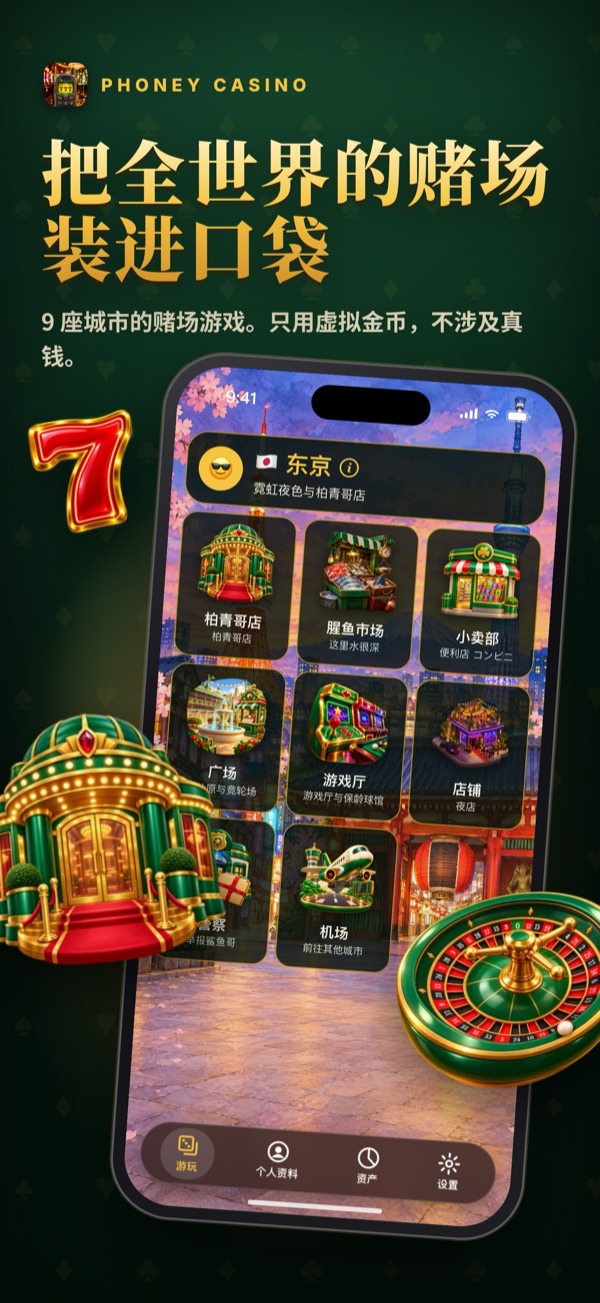 PHONEY CASINO
把全世界的赌场
装进口袋
9 座城市的赌场游戏。只用虚拟金币，不涉及真
钱。
9:41
东京
霓虹夜色与柏青哥店
柏青哥店
柏青哥店
腥鱼市场
这里水很深
小卖部
便利店 コンビニ
广场
原与竞轮场
游戏厅
游戏厅与保龄球馆
店铺
夜店
警察
举报鲨鱼哥
机场
前往其他城市
游玩
个人资料
资产
设置